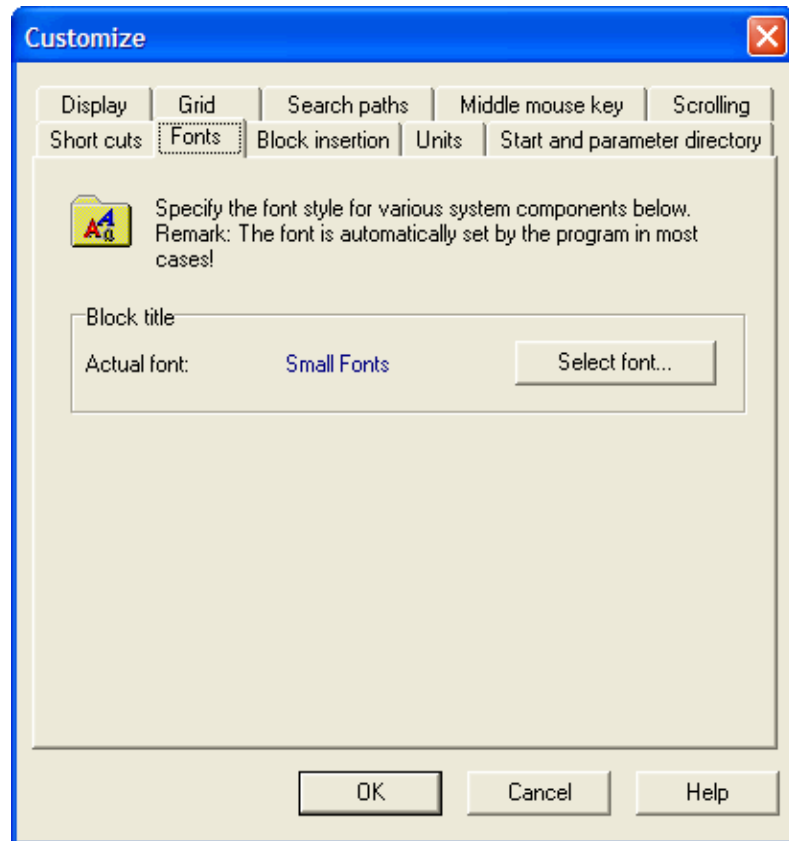 Customize
Display Grid Search paths Middle mouse key Scrolling
Short cuts Fonts Block insertion Units Start and parameter directory
Specify the font style for various system components below.
Remark: The font is automatically set by the program in most
cases!
Block title
Actual font: Small Fonts Select font...
OK Cancel Help